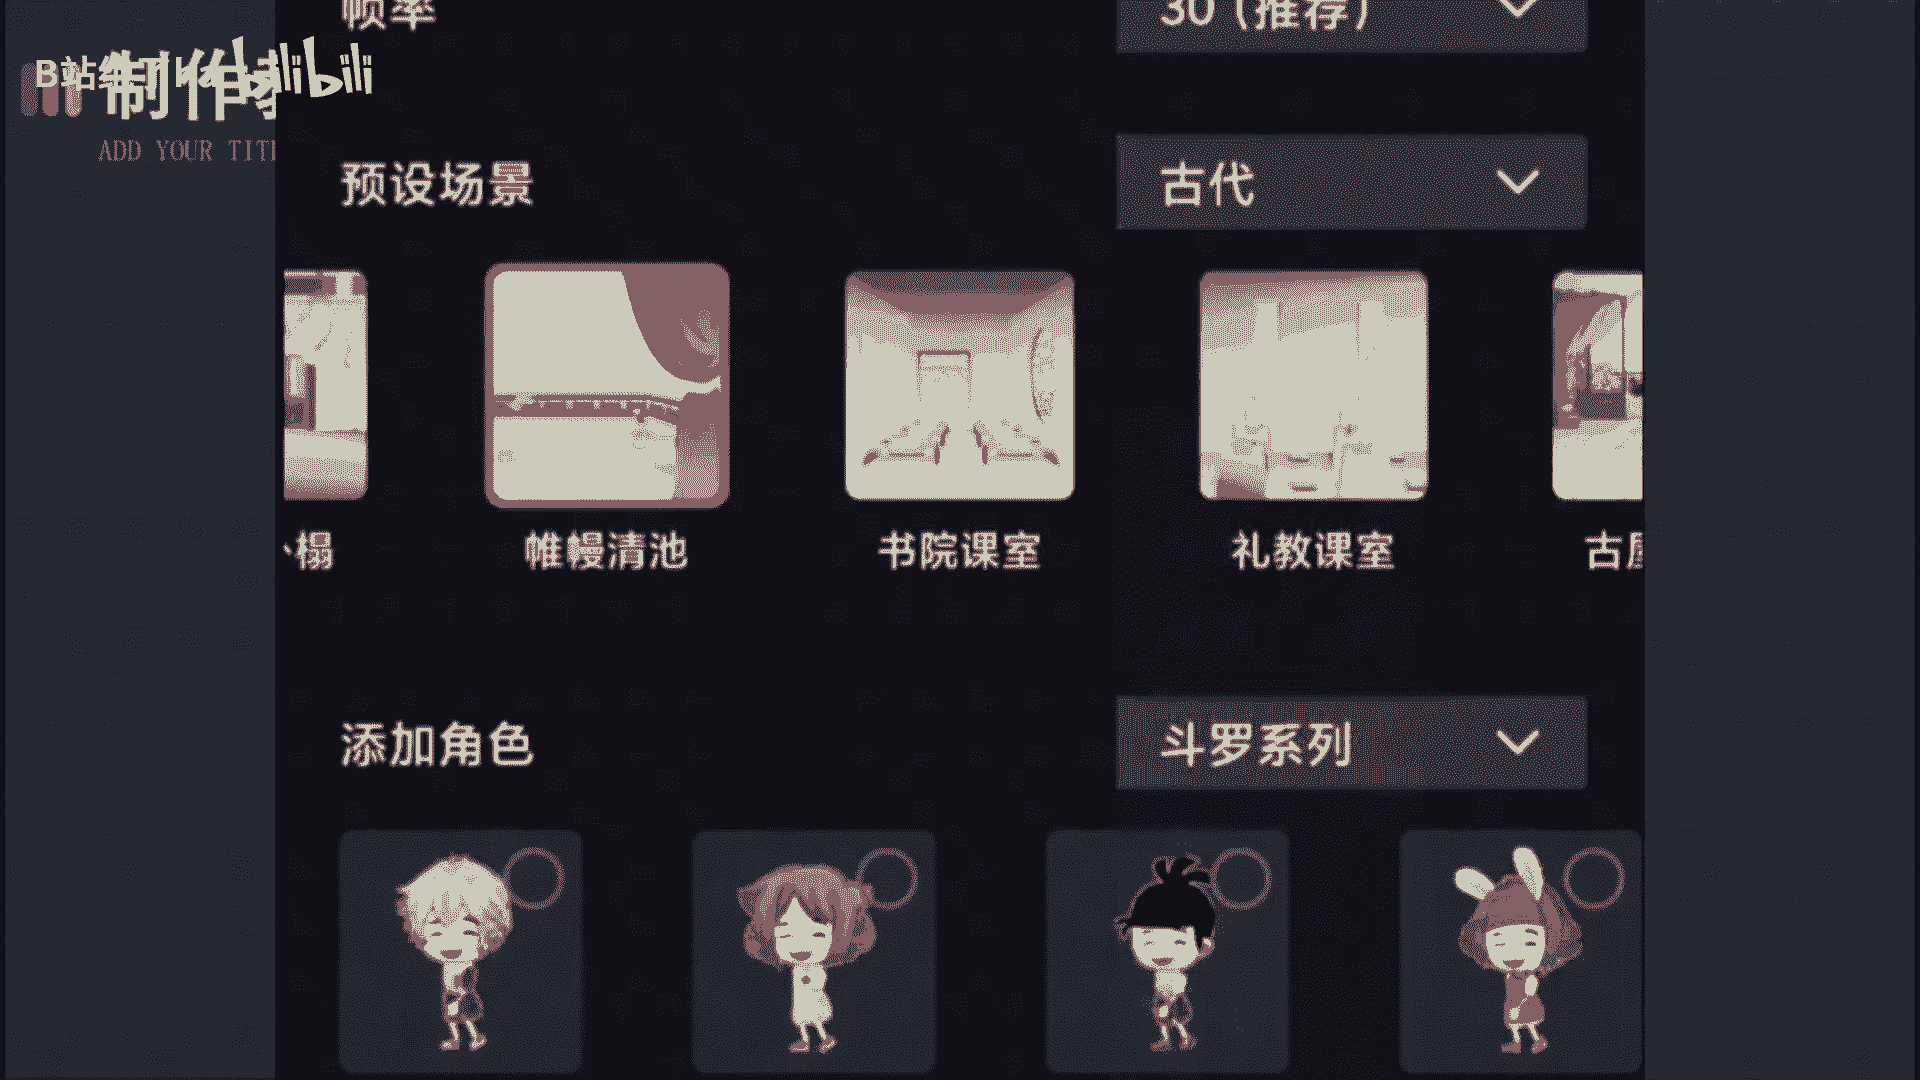 帧率
30（推荐）
B站
制作
bilibili
ADD YOUR TIT
预设场景
古代
榻
帷幔清池
书院课室
礼教课室
古
添加角色
斗罗系列